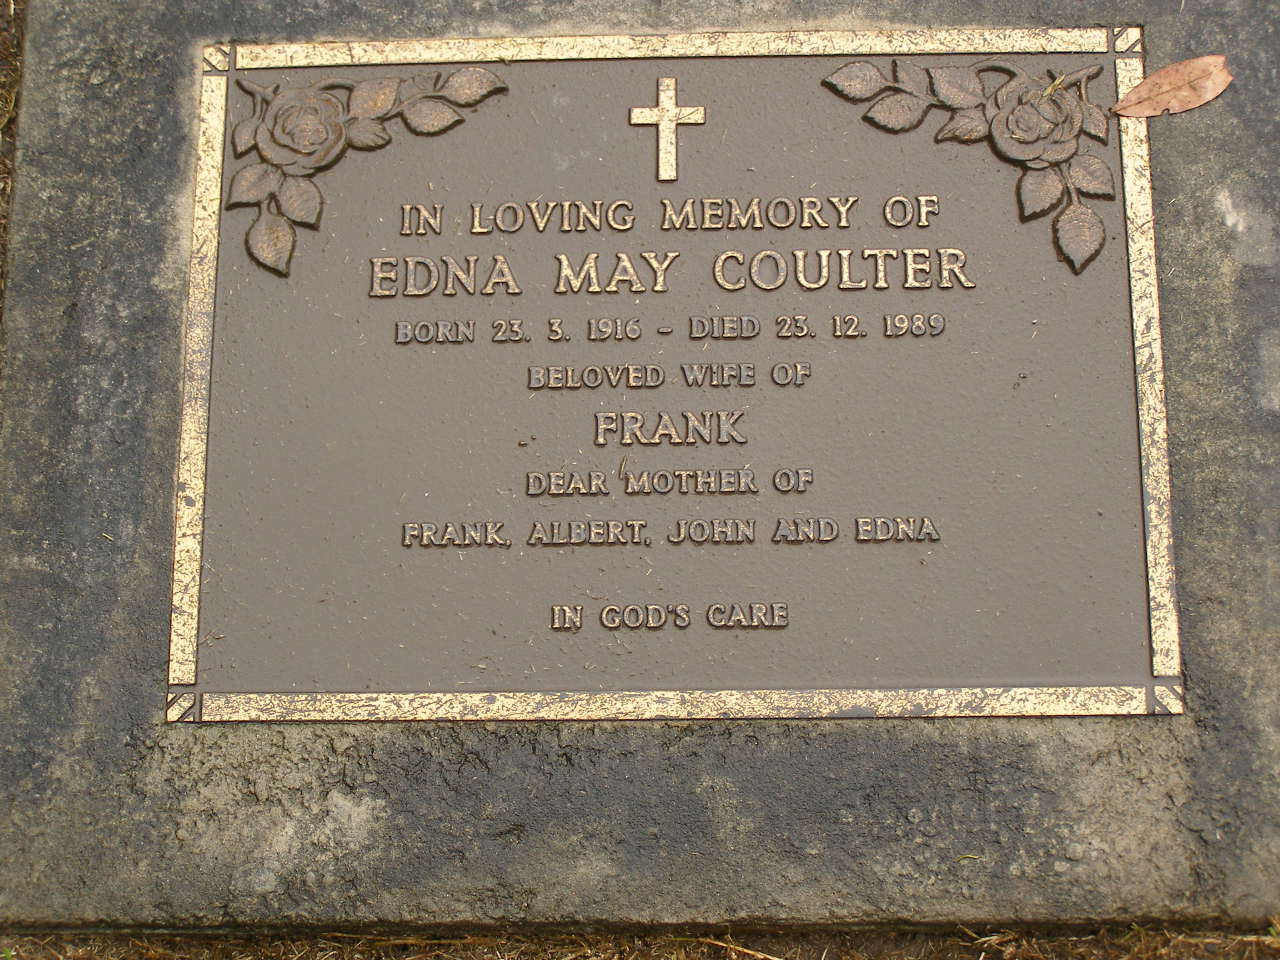 IN LOVING MEMORY OF
EDNA MAY COULTER
BORN 23. 3. 1916 - DIED 23. 12. 1989
BELOVED WIFE OF
FRANK
DEAR MOTHER OF
FRANK, ALBERT, JOHN AND EDNA
IN GOD'S CARE